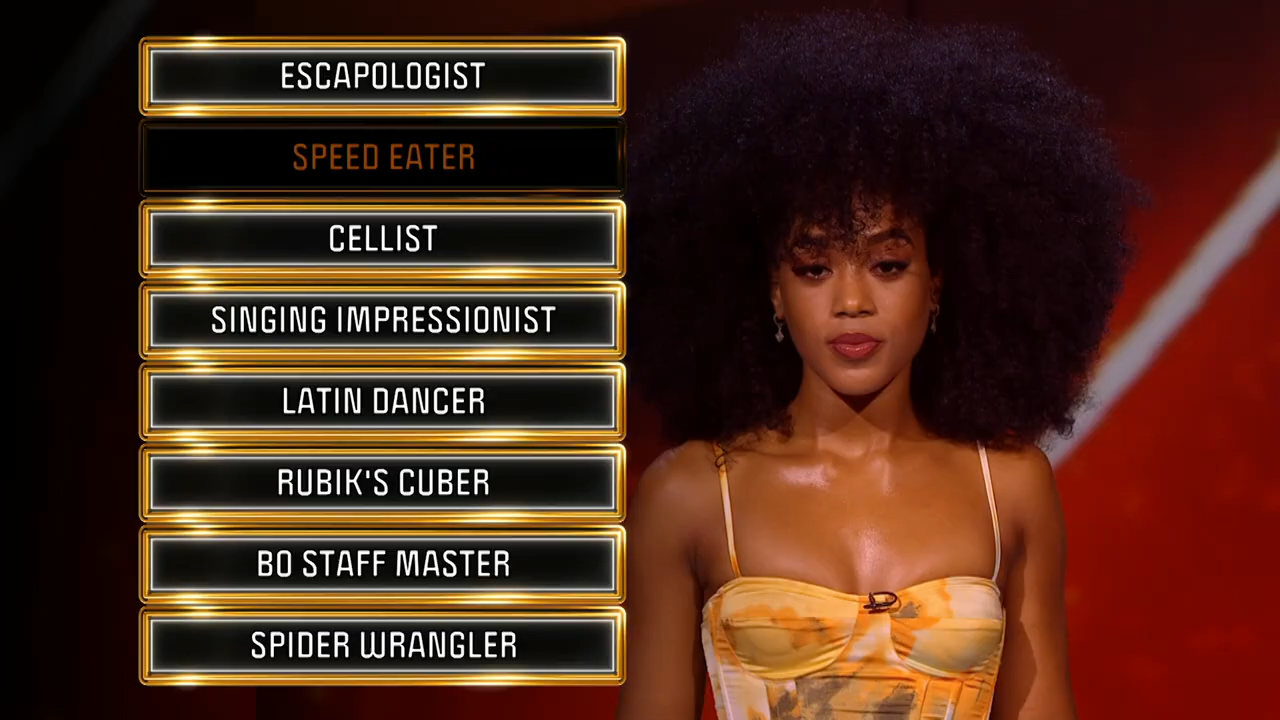 ESCAPOLOGIST
SPEED EATER
CELLIST
SINGING IMPRESSIONIST
LATIN DANCER
RUBIK'S CUBER
BO STAFF MASTER
SPIDER WRANGLER